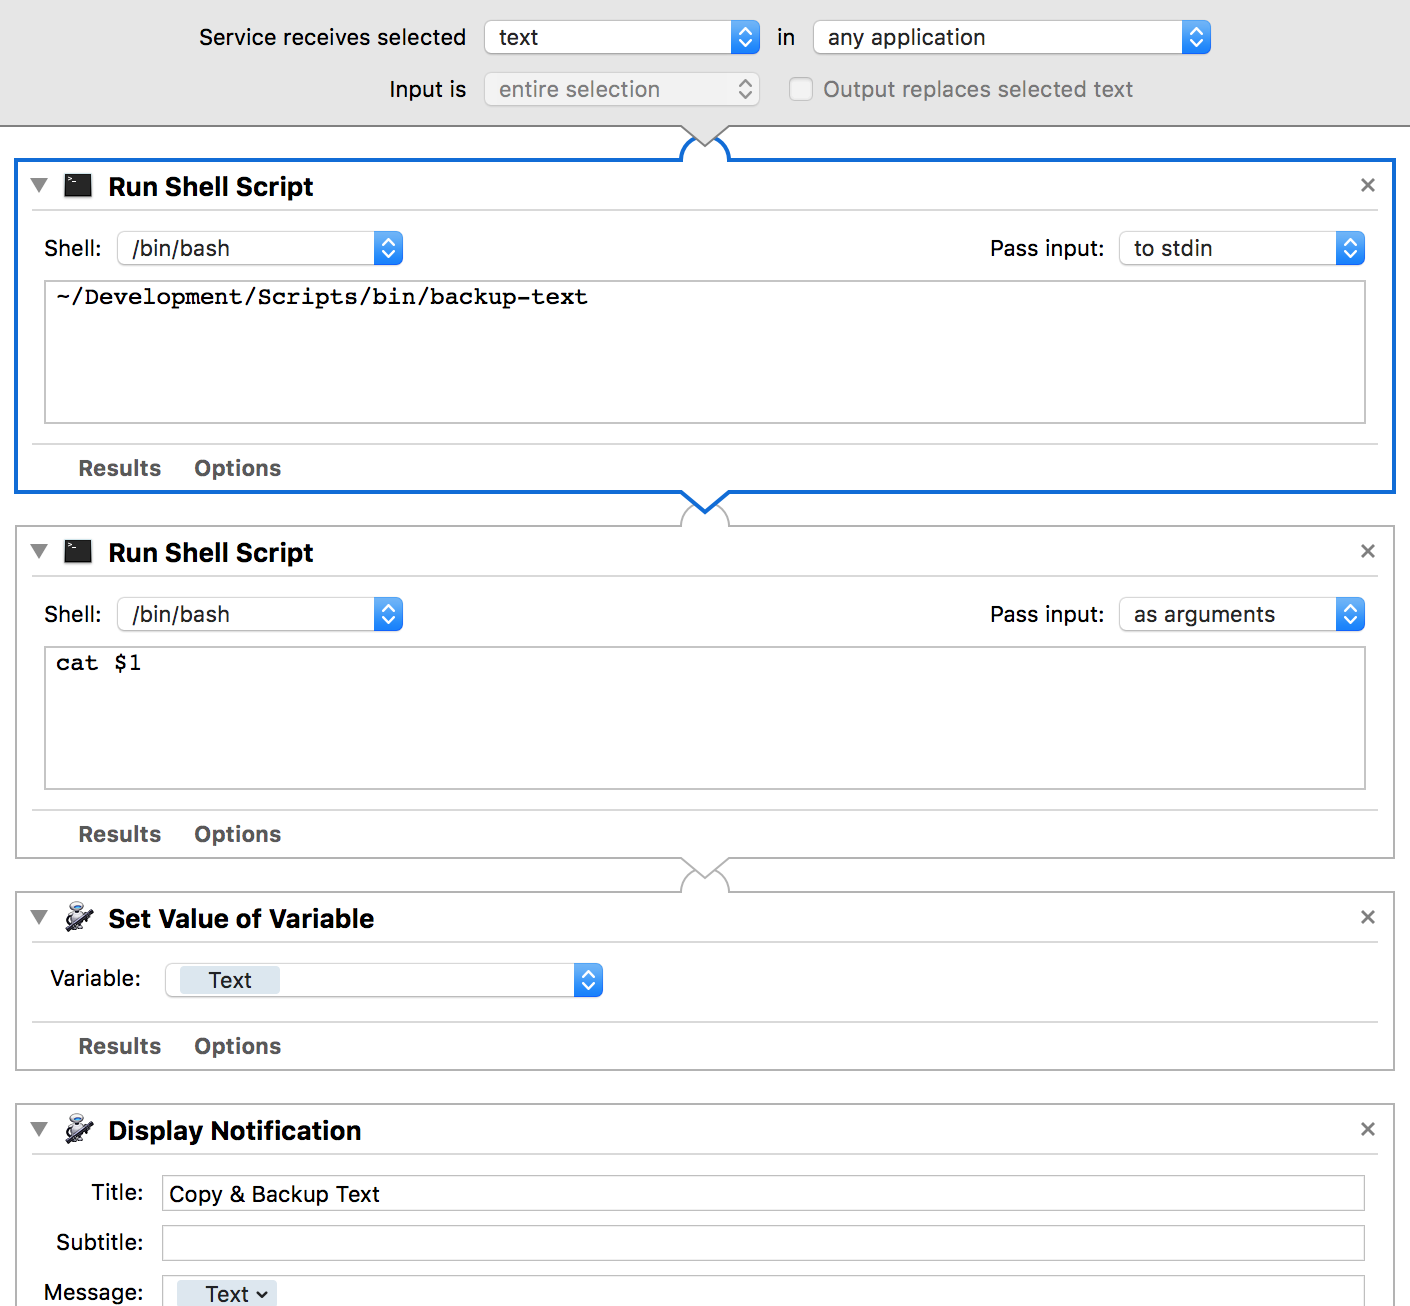 Service receives selected text in any application
Input is entire selection Output replaces selected text
Run Shell Script
Shell: /bin/bash Pass input: to stdin
~/Development/Scripts/bin/backup-text
Results Options
Run Shell Script
Shell: /bin/bash Pass input: as arguments
cat $1
Results Options
Set Value of Variable
Variable: Text
Results Options
Display Notification
Title: Copy & Backup Text
Subtitle:
Message: Text